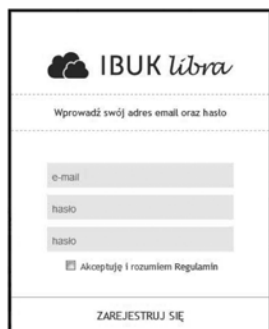 IBUK libra
Wprowadź swój adres email oraz hasło
e-mail
hasło
hasło
Akceptuję i rozumiem Regulamin
ZAREJESTRUJ SIĘ